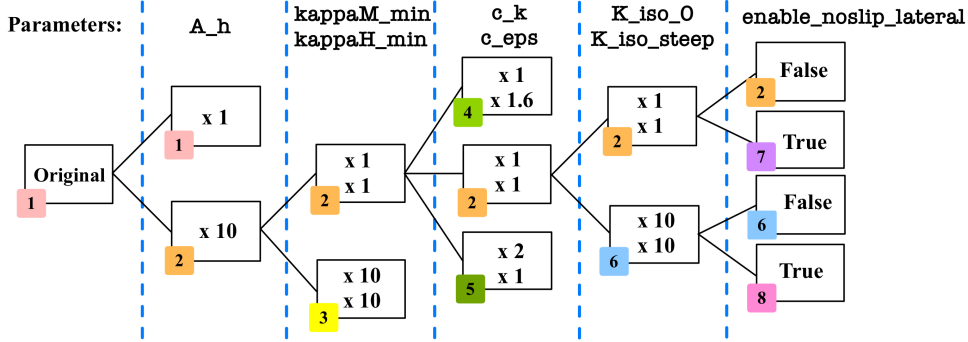 Parameters:
A_h
kappaM_min
kappaH_min
c_k
c_eps
K_iso_0
K_iso_steep
enable_noslip_lateral
Original
1
x 1
1
x 10
2
x 1
x 1
2
x 10
x 10
3
x 1
x 1.6
4
x 1
x 1
2
x 2
x 1
5
x 1
x 1
2
x 10
x 10
6
False
2
True
7
False
6
True
8